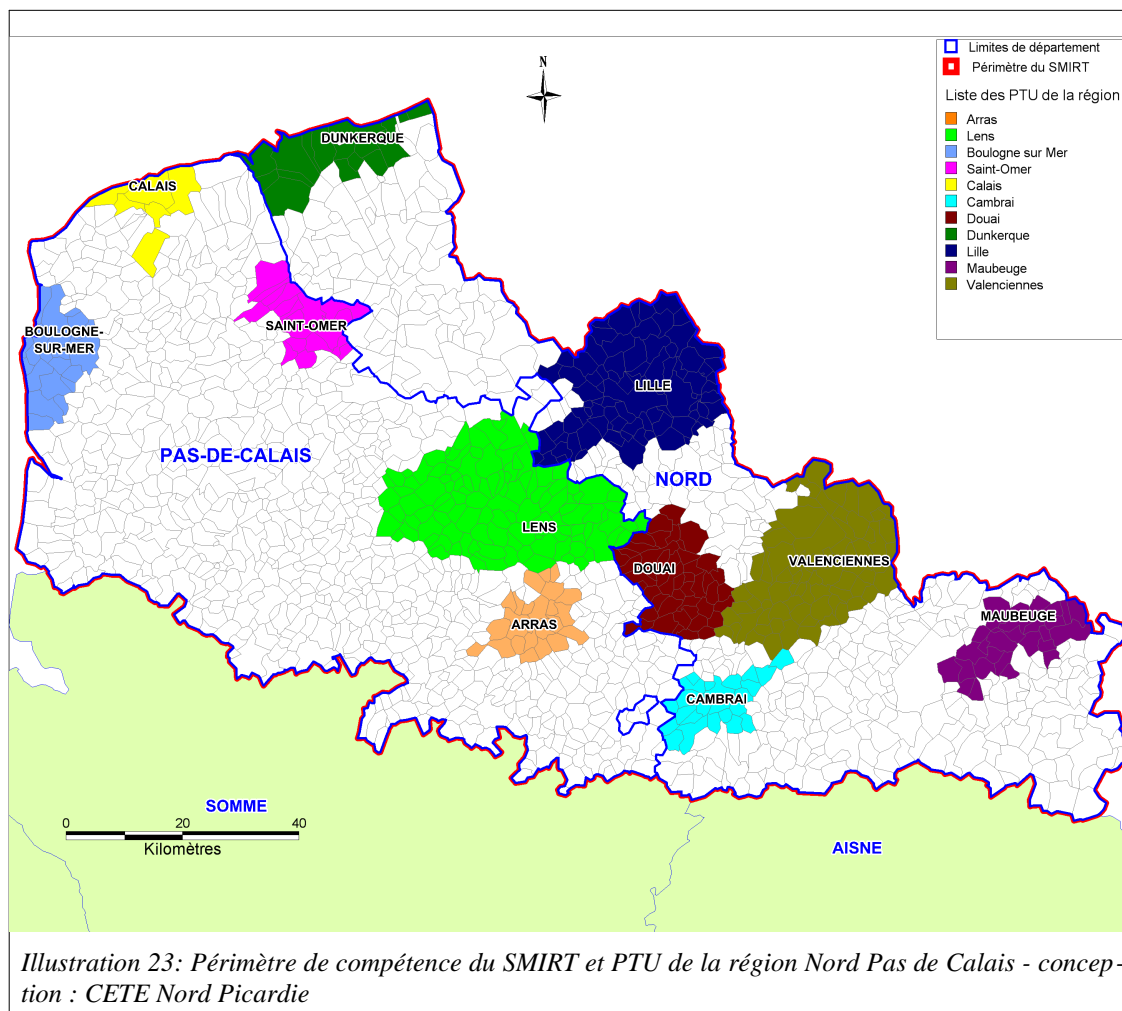 Limites de département
Périmètre du SMIRT
Liste des PTU de la région
Arras
Lens
Boulogne sur Mer
Saint-Omer
Calais
Cambrai
Douai
Dunkerque
Lille
Maubeuge
Valenciennes
N
DUNKERQUE
CALAIS
SAINT-OMER
BOULOGNE-
SUR-MER
LILLE
PAS-DE-CALAIS
NORD
LENS
DOUAI
VALENCIENNES
ARRAS
MAUBEUGE
CAMBRAI
SOMME
0 20 40
Kilomètres
AISNE
Illustration 23: Périmètre de compétence du SMIRT et PTU de la région Nord Pas de Calais - concep-
tion : CETE Nord Picardie